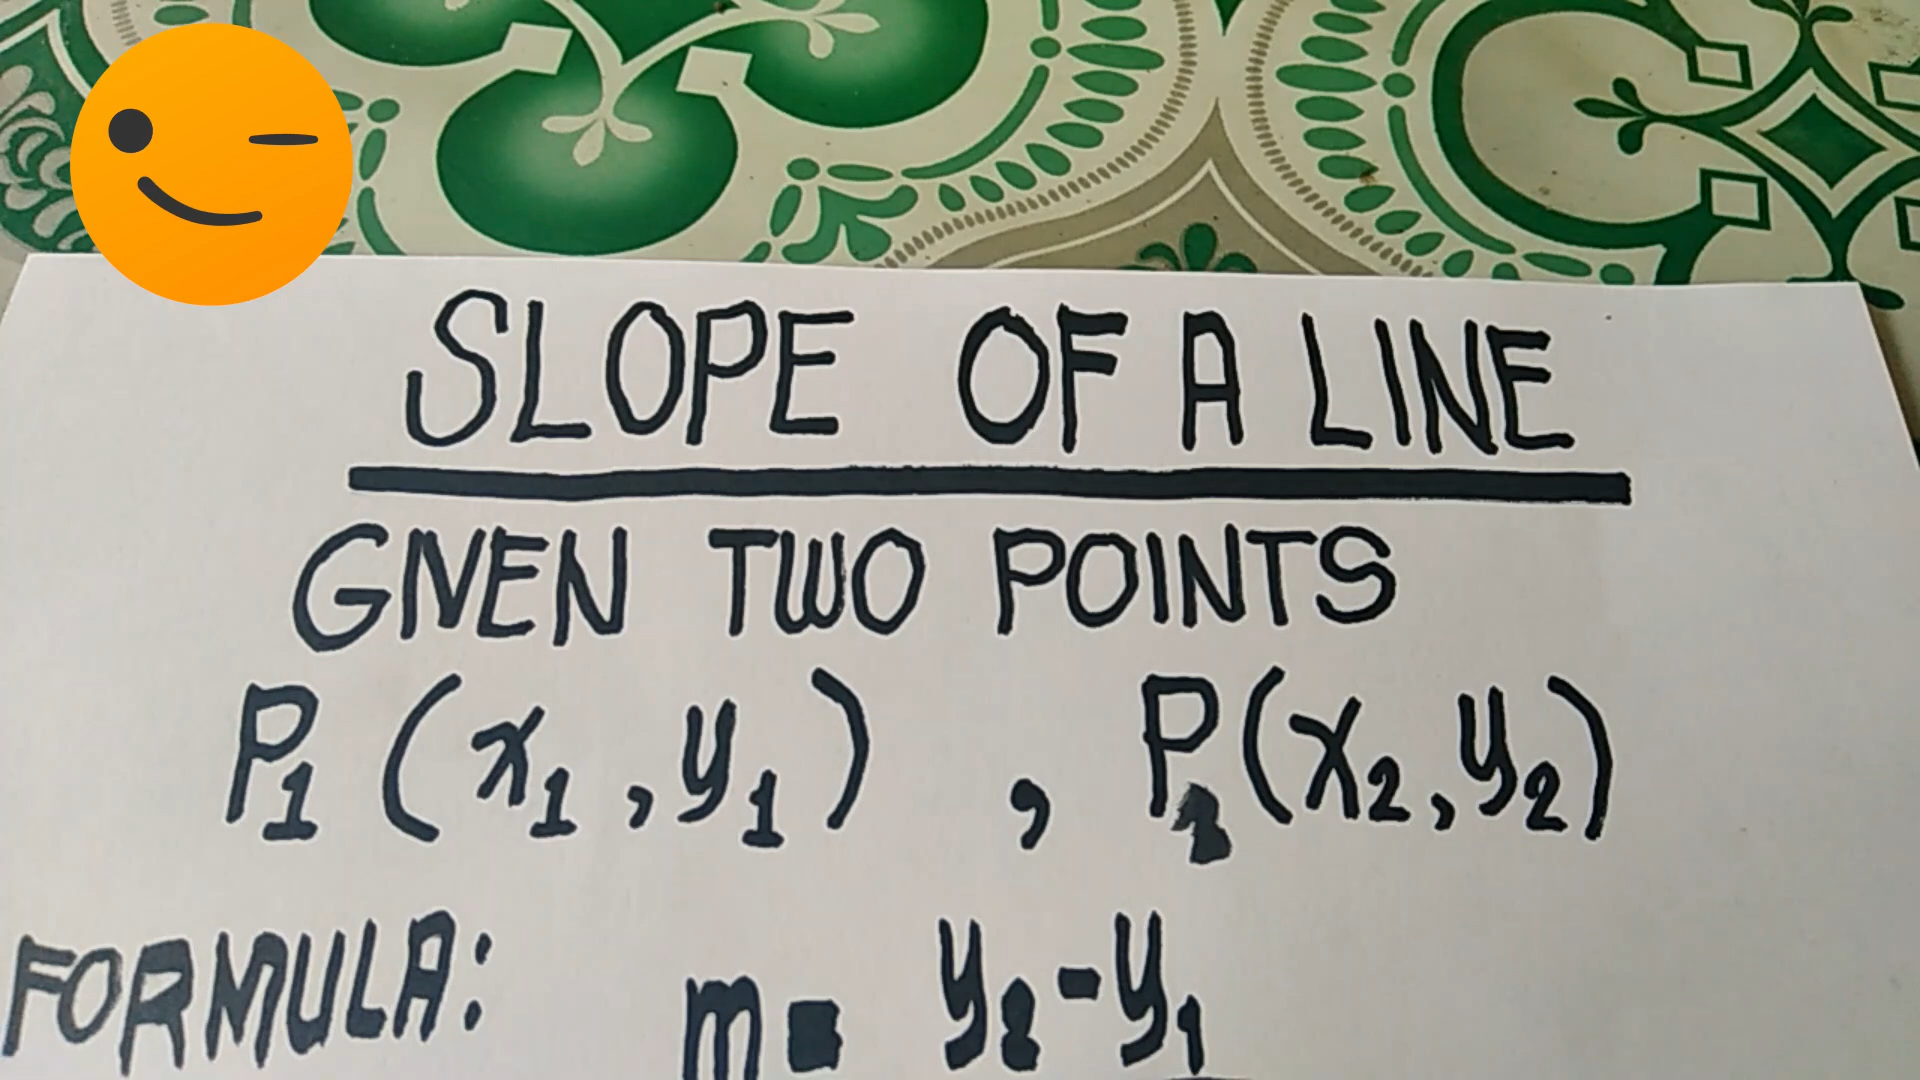 SLOPE OF A LINE
GIVEN TWO POINTS
P₁ (x₁, y₁) , P₂ (x₂, y₂)
FORMULA: m = y₂ - y₁